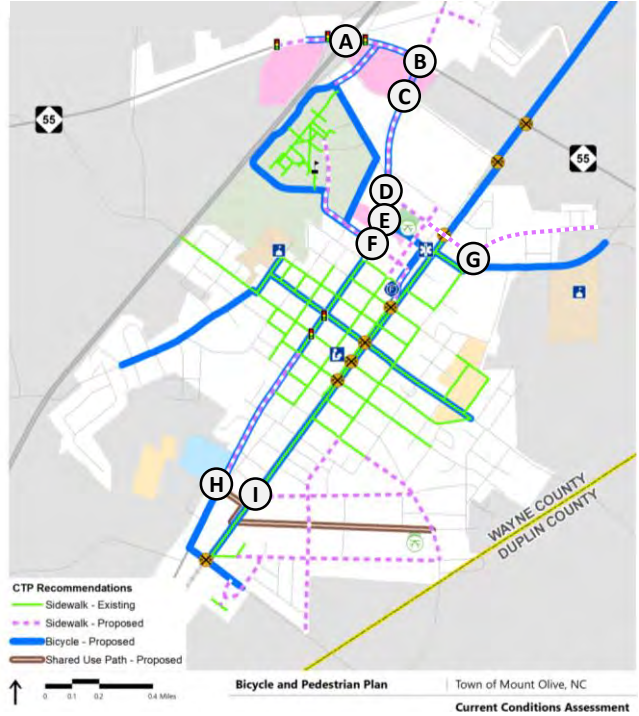 A
B
C
55
55
D
E
F
G
H
I
WAYNE COUNTY
DUPLIN COUNTY
CTP Recommendations
Sidewalk - Existing
Sidewalk - Proposed
Bicycle - Proposed
Shared Use Path - Proposed
0 0.1 0.2 0.4 Miles
Bicycle and Pedestrian Plan Town of Mount Olive, NC
Current Conditions Assessment